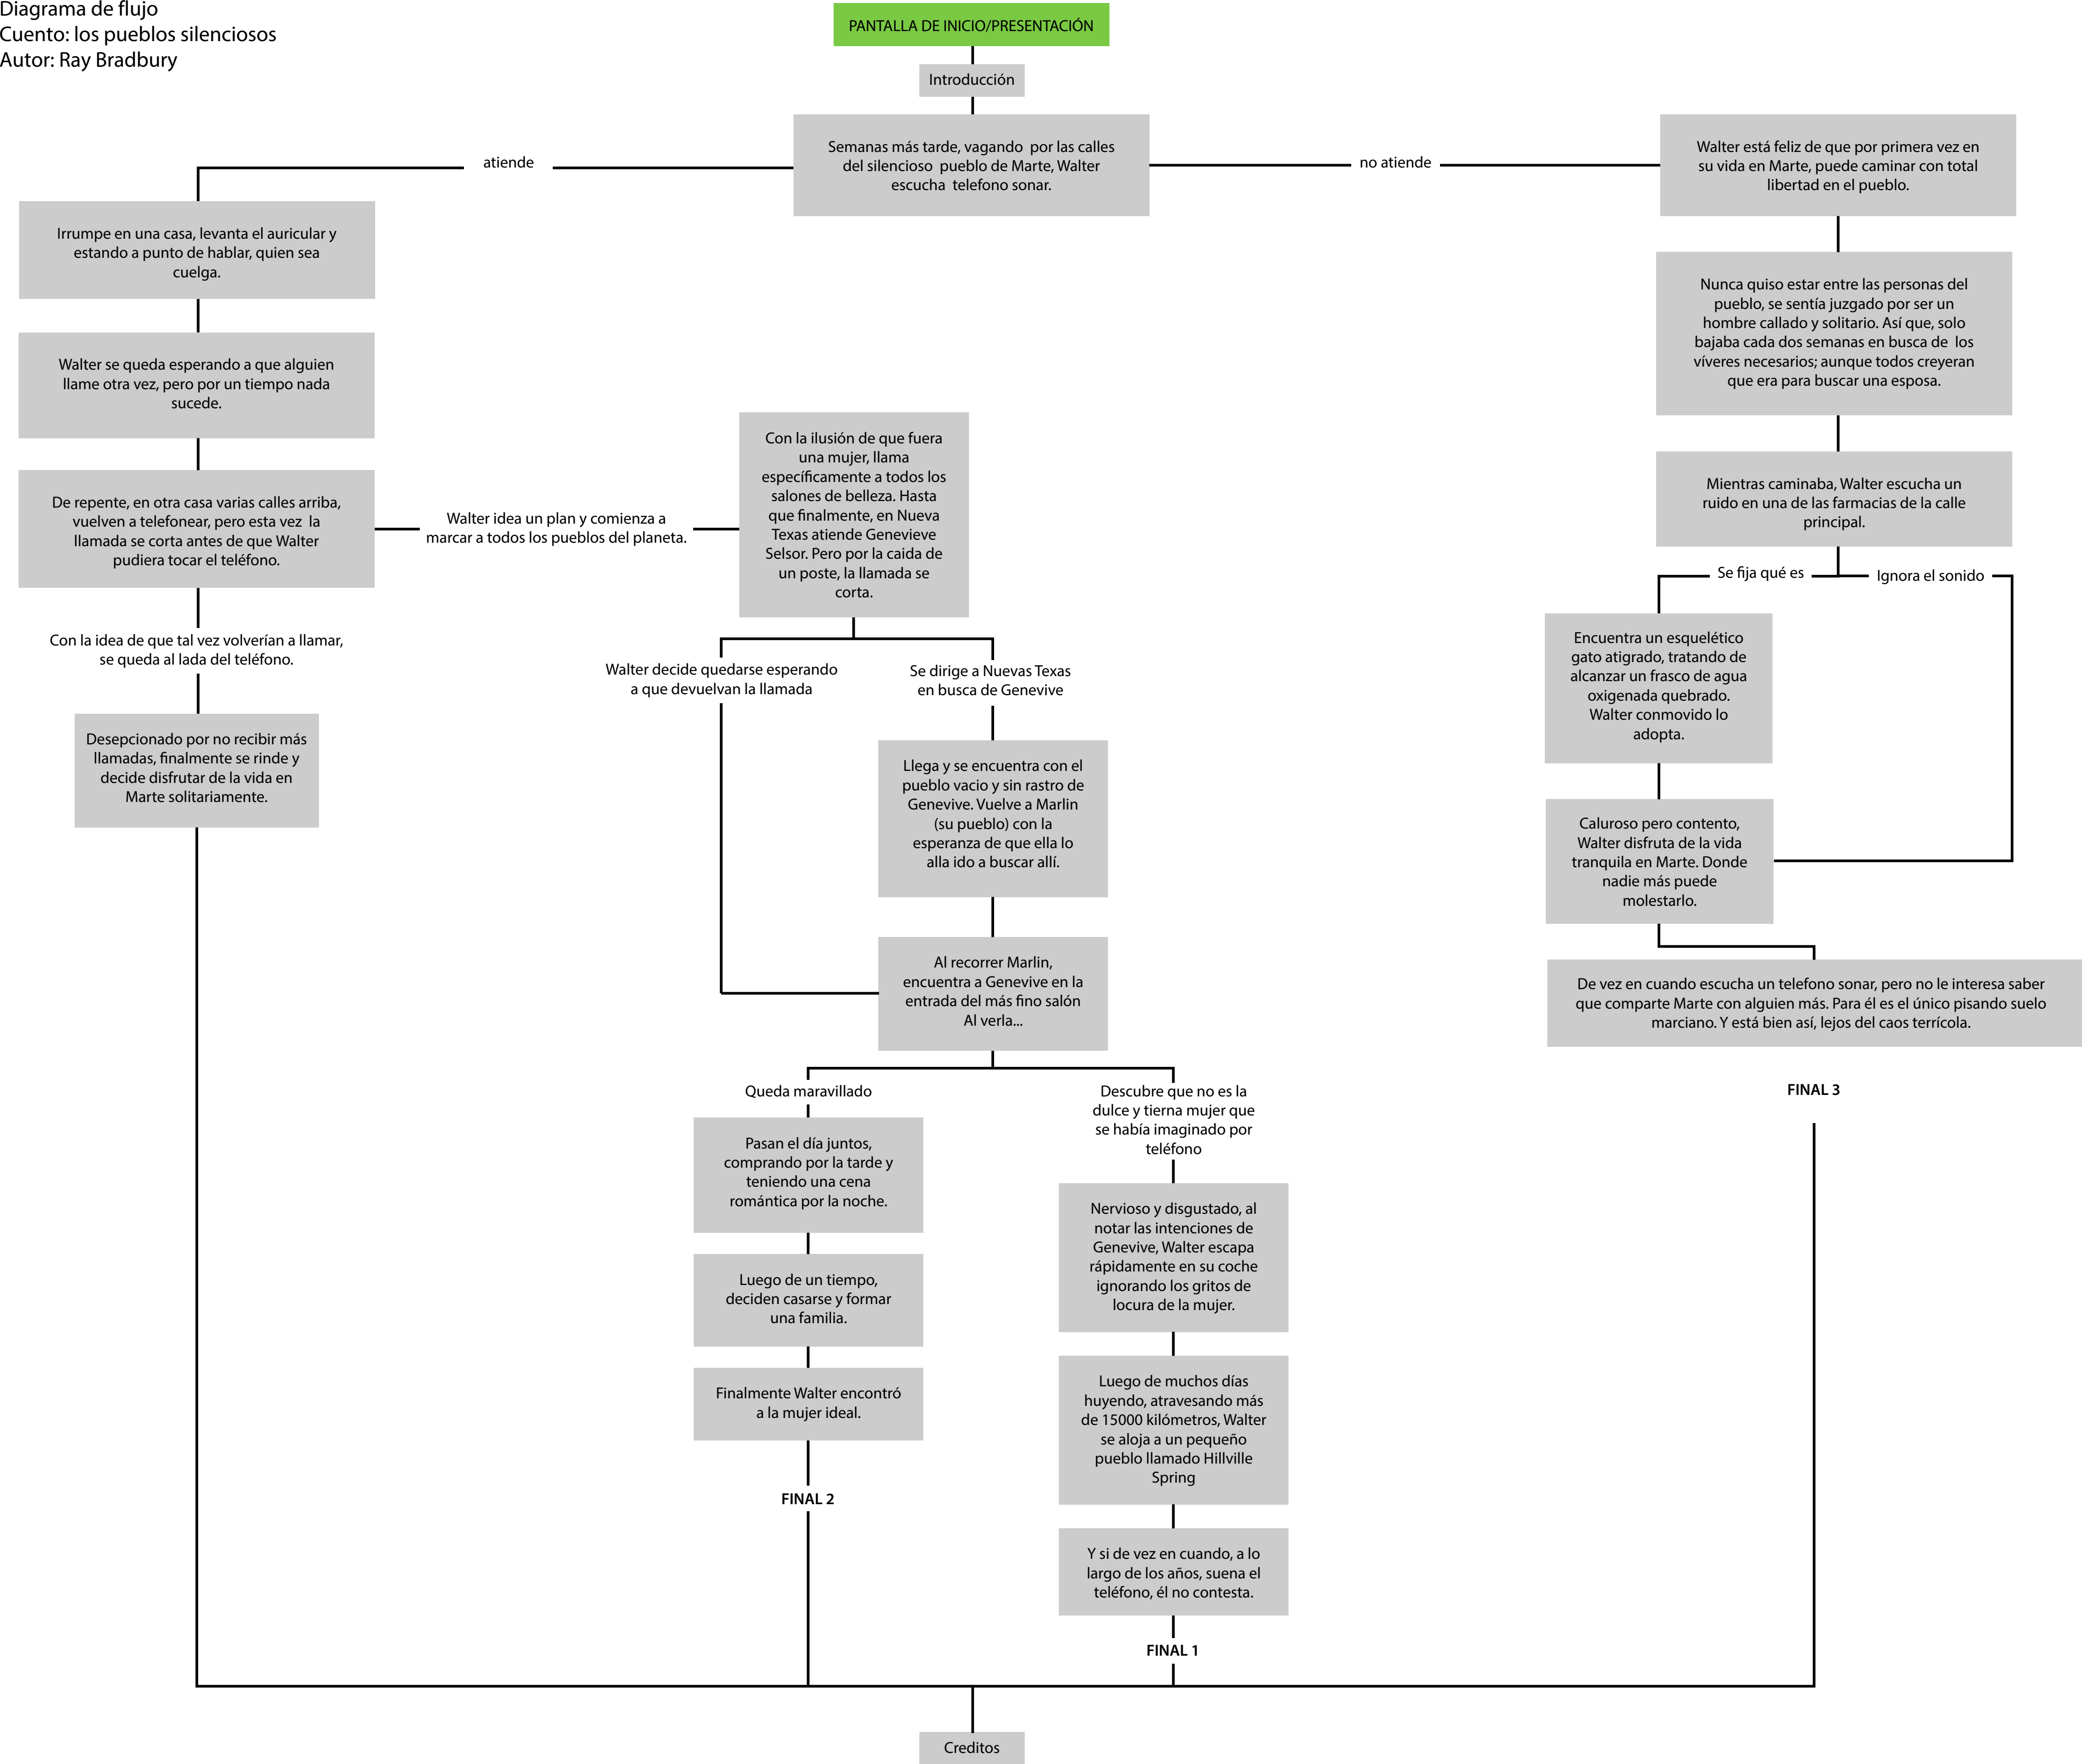 Diagrama de flujo
Cuento: los pueblos silenciosos
Autor: Ray Bradbury
PANTALLA DE INICIO/PRESENTACIÓN
Introducción
Semanas más tarde, vagando por las calles
del silencioso pueblo de Marte, Walter
escucha telefono sonar.
atiende
no atiende
Irrumpe en una casa, levanta el auricular y
estando a punto de hablar, quien sea
cuelga.
Walter se queda esperando a que alguien
llame otra vez, pero por un tiempo nada
sucede.
De repente, en otra casa varias calles arriba,
vuelven a telefonear, pero esta vez la
llamada se corta antes de que Walter
pudiera tocar el teléfono.
Con la idea de que tal vez volverían a llamar,
se queda al lada del teléfono.
Desepcionado por no recibir más
llamadas, finalmente se rinde y
decide disfrutar de la vida en
Marte solitariamente.
Walter idea un plan y comienza a
marcar a todos los pueblos del planeta.
Con la ilusión de que fuera
una mujer, llama
específicamente a todos los
salones de belleza. Hasta
que finalmente, en Nueva
Texas atiende Genevieve
Selsor. Pero por la caida de
un poste, la llamada se
corta.
Walter decide quedarse esperando
a que devuelvan la llamada
Se dirige a Nuevas Texas
en busca de Genevive
Llega y se encuentra con el
pueblo vacio y sin rastro de
Genevive. Vuelve a Marlin
(su pueblo) con la
esperanza de que ella lo
alla ido a buscar allí.
Al recorrer Marlin,
encuentra a Genevive en la
entrada del más fino salón
Al verla...
Queda maravillado
Pasan el día juntos,
comprando por la tarde y
teniendo una cena
romántica por la noche.
Luego de un tiempo,
deciden casarse y formar
una familia.
Finalmente Walter encontró
a la mujer ideal.
FINAL 2
Descubre que no es la
dulce y tierna mujer que
se había imaginado por
teléfono
Nervioso y disgustado, al
notar las intenciones de
Genevive, Walter escapa
rápidamente en su coche
ignorando los gritos de
locura de la mujer.
Luego de muchos días
huyendo, atravesando más
de 15000 kilómetros, Walter
se aloja a un pequeño
pueblo llamado Hillville
Spring
Y si de vez en cuando, a lo
largo de los años, suena el
teléfono, él no contesta.
FINAL 1
Walter está feliz de que por primera vez en
su vida en Marte, puede caminar con total
libertad en el pueblo.
Nunca quiso estar entre las personas del
pueblo, se sentía juzgado por ser un
hombre callado y solitario. Así que, solo
bajaba cada dos semanas en busca de los
víveres necesarios; aunque todos creyeran
que era para buscar una esposa.
Mientras caminaba, Walter escucha un
ruido en una de las farmacias de la calle
principal.
Se fija qué es
Ignora el sonido
Encuentra un esquelético
gato atigrado, tratando de
alcanzar un frasco de agua
oxigenada quebrado.
Walter conmovido lo
adopta.
Caluroso pero contento,
Walter disfruta de la vida
tranquila en Marte. Donde
nadie más puede
molestarlo.
De vez en cuando escucha un telefono sonar, pero no le interesa saber
que comparte Marte con alguien más. Para él es el único pisando suelo
marciano. Y está bien así, lejos del caos terrícola.
FINAL 3
Creditos